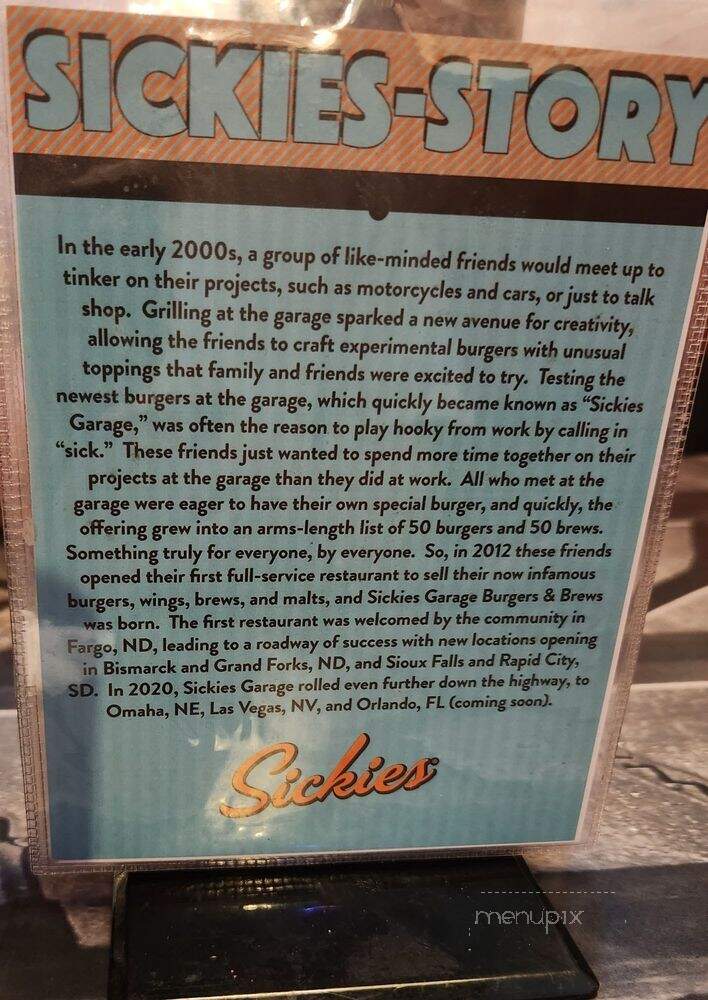 SICKIES-STORY
In the early 2000s, a group of like-minded friends would meet up to
tinker on their projects, such as motorcycles and cars, or just to talk
shop. Grilling at the garage sparked a new avenue for creativity,
allowing the friends to craft experimental burgers with unusual
toppings that family and friends were excited to try. Testing the
newest burgers at the garage, which quickly became known as “Sickies
Garage,” was often the reason to play hooky from work by calling in
“sick.” These friends just wanted to spend more time together on their
projects at the garage than they did at work. All who met at the
garage were eager to have their own special burger, and quickly, the
offering grew into an arms-length list of 50 burgers and 50 brews.
Something truly for everyone, by everyone. So, in 2012 these friends
opened their first full-service restaurant to sell their now infamous
burgers, wings, brews, and malts, and Sickies Garage Burgers & Brews
was born. The first restaurant was welcomed by the community in
Fargo, ND, leading to a roadway of success with new locations opening
in Bismarck and Grand Forks, ND, and Sioux Falls and Rapid City,
SD. In 2020, Sickies Garage rolled even further down the highway, to
Omaha, NE, Las Vegas, NV, and Orlando, FL (coming soon).
Sickies
menupix